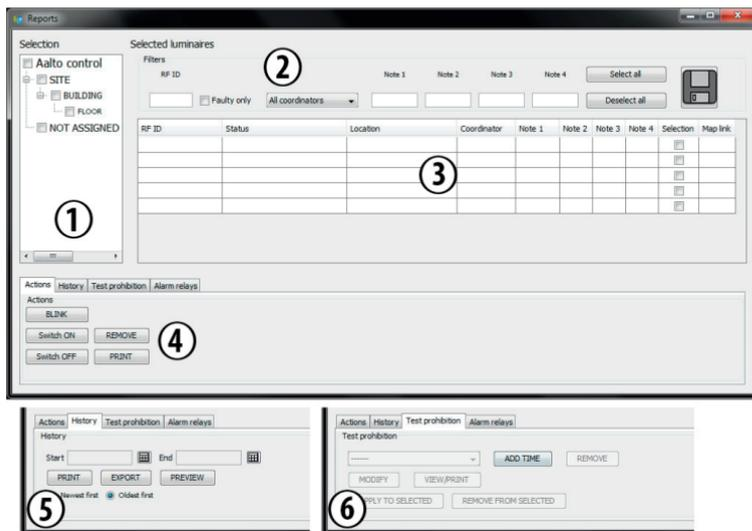 Reports
Selection
Selected luminaires
Aalto control
SITE
BUILDING
FLOOR
NOT ASSIGNED
1
Filters
2
RF ID Note 1 Note 2 Note 3 Note 4 Select all
Faulty only All coordinators Deselect all
RF ID Status Location Coordinator Note 1 Note 2 Note 3 Note 4 Selection Map link
3
Actions History Test prohibition Alarm relays
Actions
BLINK
Switch ON REMOVE
4
Switch OFF PRINT
Actions History Test prohibition Alarm relays
History
Start End
PRINT EXPORT PREVIEW
5
Newest first Oldest first
Actions History Test prohibition Alarm relays
Test prohibition
------ ADD TIME REMOVE
MODIFY VIEW/PRINT
6
APPLY TO SELECTED REMOVE FROM SELECTED